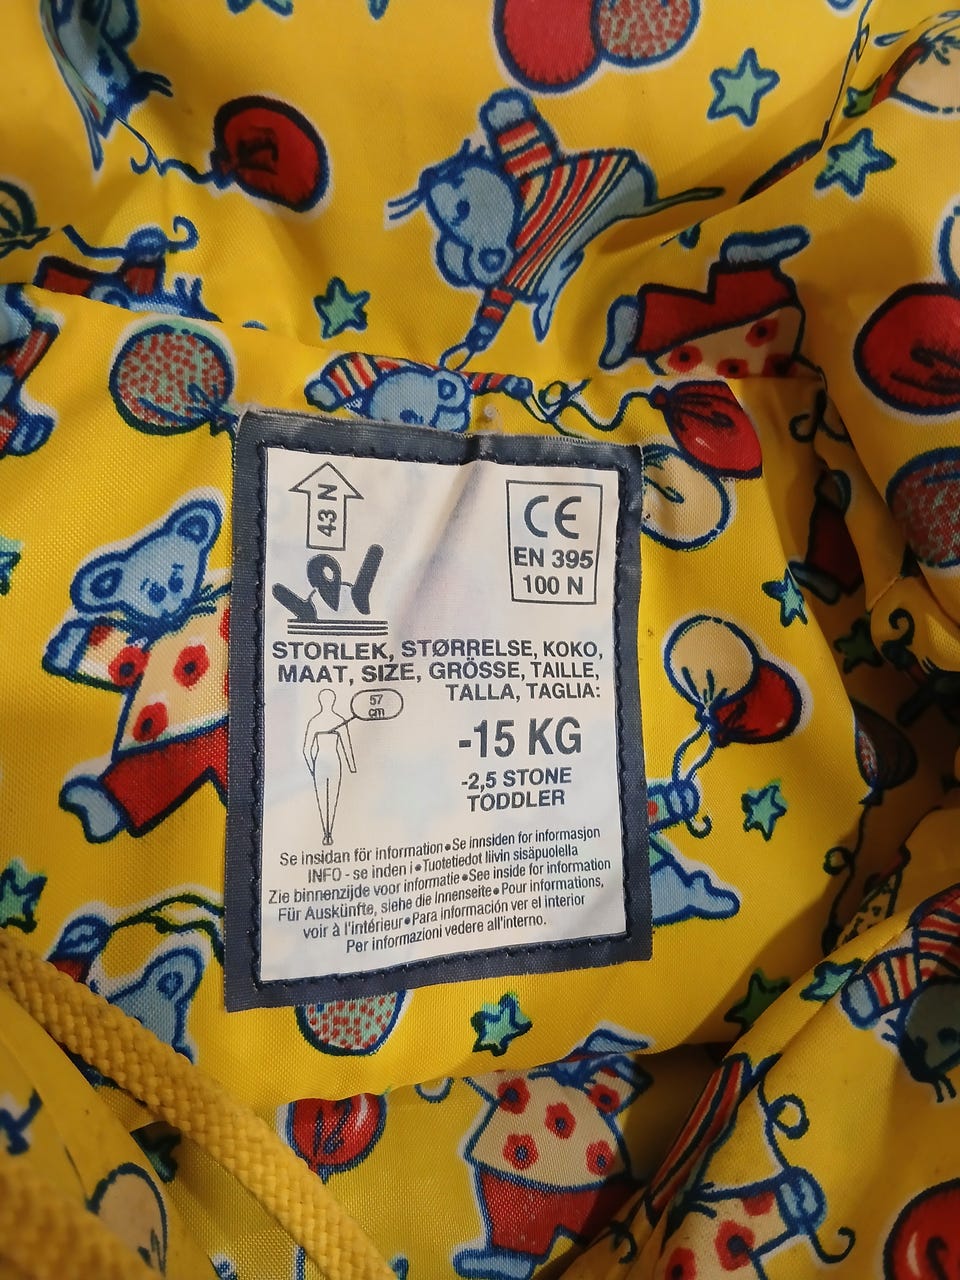 43 N
CE
EN 395
100 N
STORLEK, STØRRELSE, KOKO,
MAAT, SIZE, GRÖSSE, TAILLE,
TALLA, TAGLIA:
57
cm
-15 KG
-2,5 STONE
TODDLER
Se insidan för information●Se innsiden for informasjon
INFO - se inden i●Tuotetiedot liivin sisäpuolella
Zie binnenzijde voor informatie●See inside for information
Für Auskünfte, siehe die Innenseite●Pour informations,
voir à l'intérieur●Para información ver el interior
Per informazioni vedere all'interno.